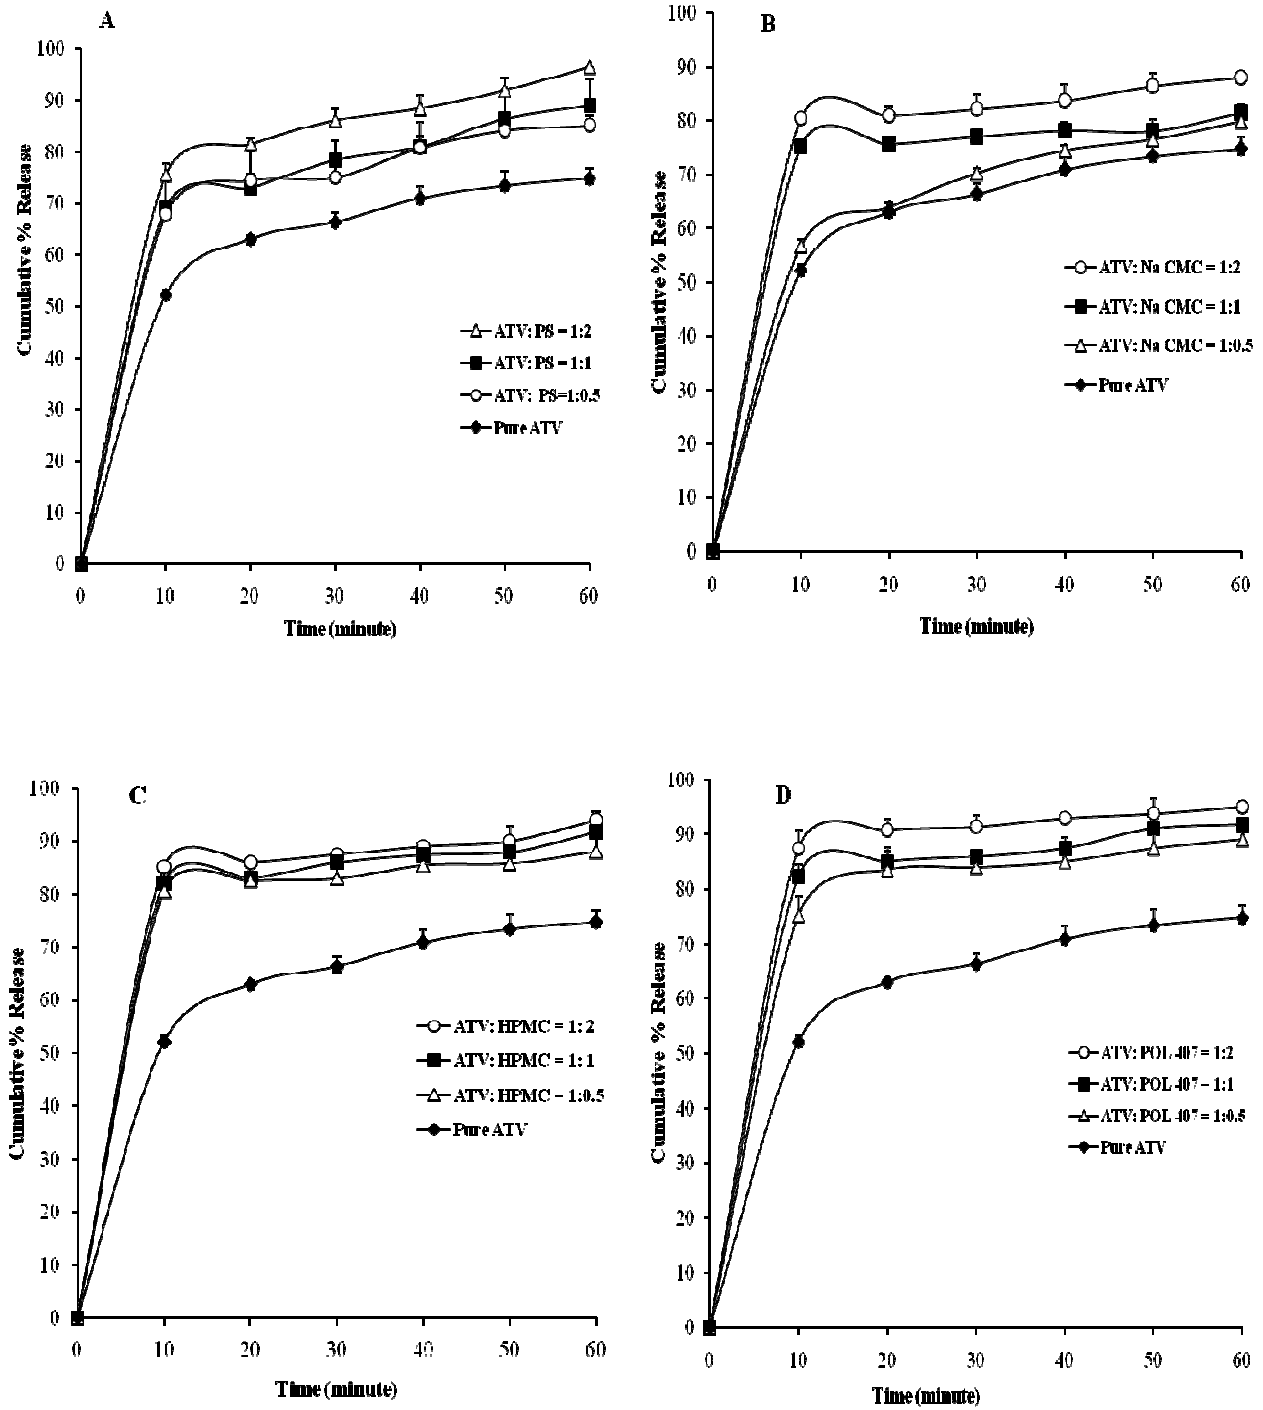 A
100
90
80
70
60
50
40
30
20
10
0
Cumulative % Release
ATV: PS = 1:2
ATV: PS = 1:1
ATV: PS=1:0.5
Pure ATV
0 10 20 30 40 50 60
Time (minute)
B
100
90
80
70
60
50
40
30
20
10
0
Cumulative % Release
ATV: Na CMC = 1:2
ATV: Na CMC = 1:1
ATV: Na CMC = 1:0.5
Pure ATV
0 10 20 30 40 50 60
Time (minute)
C
100
90
80
70
60
50
40
30
20
10
0
Cumulative % Release
ATV: HPMC = 1:2
ATV: HPMC = 1:1
ATV: HPMC = 1:0.5
Pure ATV
0 10 20 30 40 50 60
Time (minute)
D
100
90
80
70
60
50
40
30
20
10
0
Cumulative % Release
ATV: POL 407 = 1:2
ATV: POL 407 = 1:1
ATV: POL 407 = 1:0.5
Pure ATV
0 10 20 30 40 50 60
Time (minute)